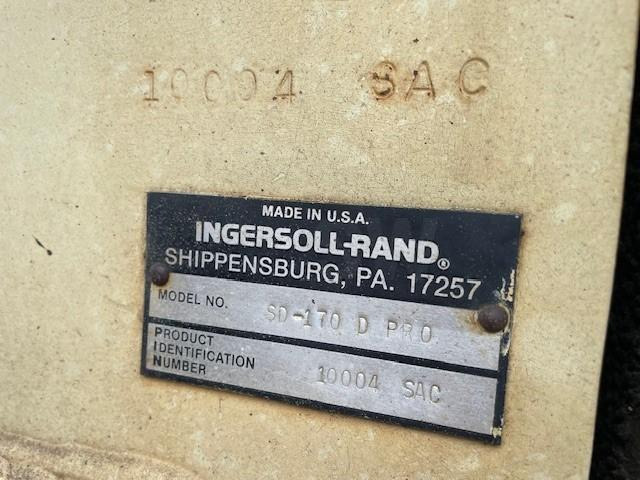 10004 SAC
MADE IN U.S.A.
INGERSOLL-RAND®
SHIPPENSBURG, PA. 17257
MODEL NO. SD-170 D PRO
PRODUCT
IDENTIFICATION
NUMBER
10004 SAC